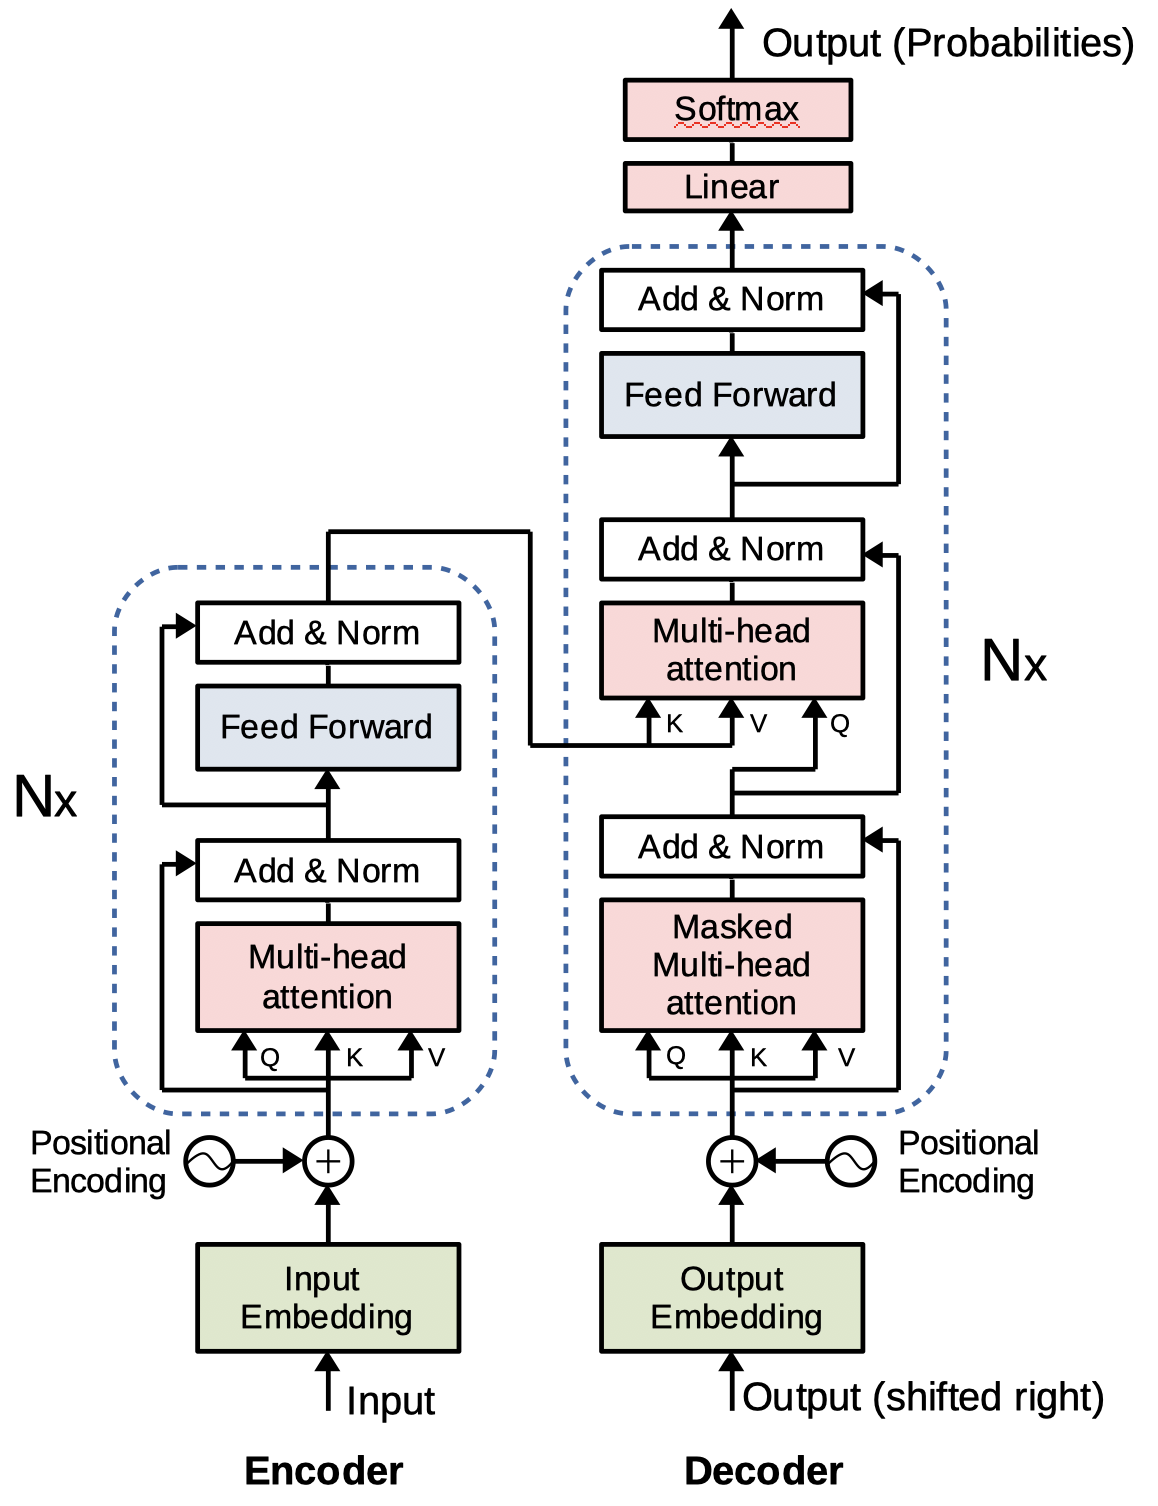 Output (Probabilities)
Softmax
Linear
Add & Norm
Feed Forward
Add & Norm
Multi-head
attention
K
V
Q
Nx
Add & Norm
Masked
Multi-head
attention
Q
K
V
Positional
Encoding
Output
Embedding
Output (shifted right)
Decoder
Add & Norm
Feed Forward
Nx
Add & Norm
Multi-head
attention
Q
K
V
Positional
Encoding
Input
Embedding
Input
Encoder